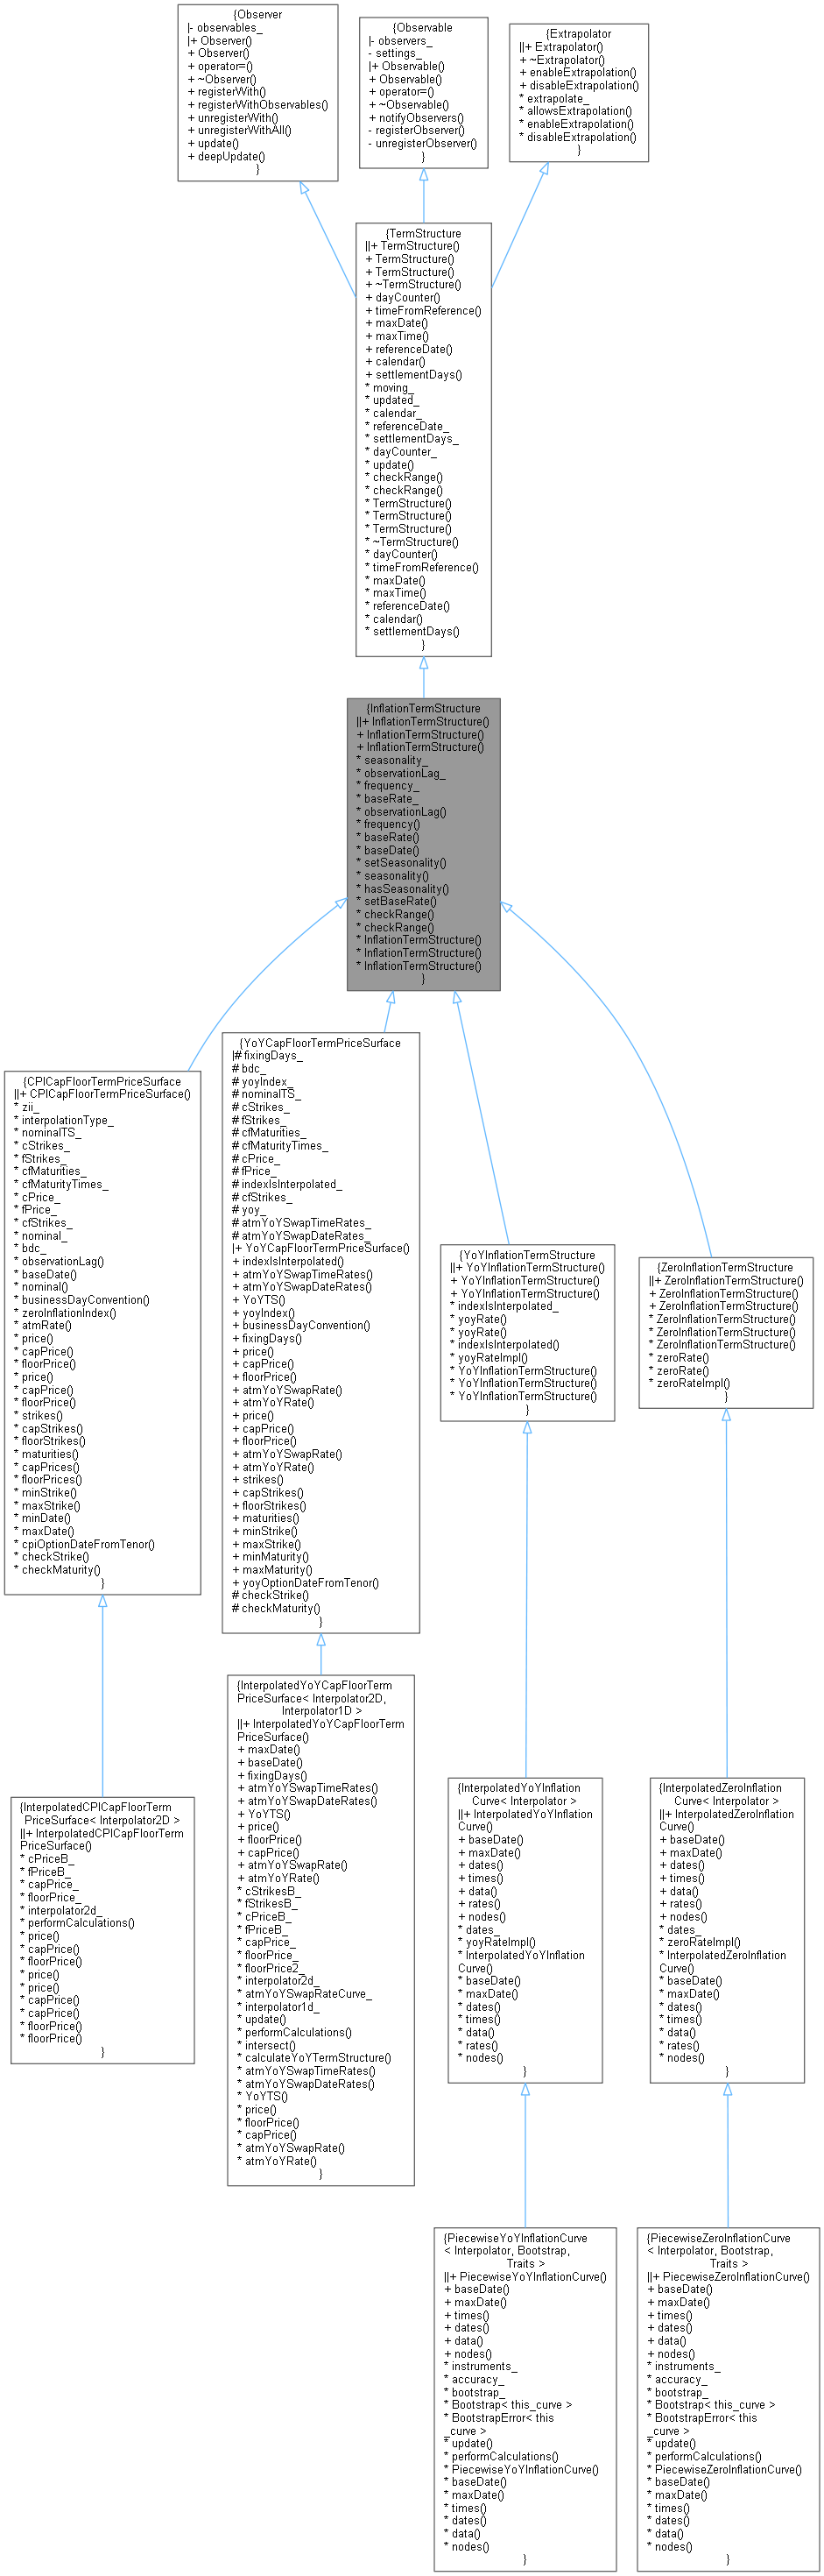 {Observer
|- observables_
|+ Observer()
+ Observer()
+ operator=()
+ ~Observer()
+ registerWith()
+ registerWithObservables()
+ unregisterWith()
+ unregisterWithAll()
+ update()
+ deepUpdate()
}
{Observable
|- observers_
- settings_
|+ Observable()
+ Observable()
+ operator=()
+ ~Observable()
+ notifyObservers()
- registerObserver()
- unregisterObserver()
}
{Extrapolator
||+ Extrapolator()
+ ~Extrapolator()
+ enableExtrapolation()
+ disableExtrapolation()
* extrapolate_
* allowsExtrapolation()
* enableExtrapolation()
* disableExtrapolation()
}
{TermStructure
||+ TermStructure()
+ TermStructure()
+ TermStructure()
+ ~TermStructure()
+ dayCounter()
+ timeFromReference()
+ maxDate()
+ maxTime()
+ referenceDate()
+ calendar()
+ settlementDays()
* moving_
* updated_
* calendar_
* referenceDate_
* settlementDays_
* dayCounter_
* update()
* checkRange()
* checkRange()
* TermStructure()
* TermStructure()
* TermStructure()
* ~TermStructure()
* dayCounter()
* timeFromReference()
* maxDate()
* maxTime()
* referenceDate()
* calendar()
* settlementDays()
}
{InflationTermStructure
||+ InflationTermStructure()
+ InflationTermStructure()
+ InflationTermStructure()
* seasonality_
* observationLag_
* frequency_
* baseRate_
* observationLag()
* frequency()
* baseRate()
* baseDate()
* setSeasonality()
* seasonality()
* hasSeasonality()
* setBaseRate()
* checkRange()
* checkRange()
* InflationTermStructure()
* InflationTermStructure()
* InflationTermStructure()
}
{CPICapFloorTermPriceSurface
||+ CPICapFloorTermPriceSurface()
* zii_
* interpolationType_
* nominalTS_
* cStrikes_
* fStrikes_
* cfMaturities_
* cfMaturityTimes_
* cPrice_
* fPrice_
* cfStrikes_
* nominal_
* bdc_
* observationLag()
* baseDate()
* nominal()
* businessDayConvention()
* zeroInflationIndex()
* atmRate()
* price()
* capPrice()
* floorPrice()
* price()
* capPrice()
* floorPrice()
* strikes()
* capStrikes()
* floorStrikes()
* maturities()
* capPrices()
* floorPrices()
* minStrike()
* maxStrike()
* minDate()
* maxDate()
* cpiOptionDateFromTenor()
* checkStrike()
* checkMaturity()
}
{YoYCapFloorTermPriceSurface
|# fixingDays_
# bdc_
# yoyIndex_
# nominalTS_
# cStrikes_
# fStrikes_
# cfMaturities_
# cfMaturityTimes_
# cPrice_
# fPrice_
# indexIsInterpolated_
# cfStrikes_
# yoy_
# atmYoYSwapTimeRates_
# atmYoYSwapDateRates_
|+ YoYCapFloorTermPriceSurface()
+ indexIsInterpolated()
+ atmYoYSwapTimeRates()
+ atmYoYSwapDateRates()
+ YoYTS()
+ yoyIndex()
+ businessDayConvention()
+ fixingDays()
+ price()
+ capPrice()
+ floorPrice()
+ atmYoYSwapRate()
+ atmYoYRate()
+ price()
+ capPrice()
+ floorPrice()
+ atmYoYSwapRate()
+ atmYoYRate()
+ strikes()
+ capStrikes()
+ floorStrikes()
+ maturities()
+ minStrike()
+ maxStrike()
+ minMaturity()
+ maxMaturity()
+ yoyOptionDateFromTenor()
# checkStrike()
# checkMaturity()
}
{YoYInflationTermStructure
||+ YoYInflationTermStructure()
+ YoYInflationTermStructure()
+ YoYInflationTermStructure()
* indexIsInterpolated_
* yoyRate()
* yoyRate()
* indexIsInterpolated()
* yoyRateImpl()
* YoYInflationTermStructure()
* YoYInflationTermStructure()
* YoYInflationTermStructure()
}
{ZeroInflationTermStructure
||+ ZeroInflationTermStructure()
+ ZeroInflationTermStructure()
+ ZeroInflationTermStructure()
* ZeroInflationTermStructure()
* ZeroInflationTermStructure()
* ZeroInflationTermStructure()
* zeroRate()
* zeroRate()
* zeroRateImpl()
}
{InterpolatedCPICapFloorTerm
PriceSurface< Interpolator2D >
||+ InterpolatedCPICapFloorTerm
PriceSurface()
* cPriceB_
* fPriceB_
* capPrice_
* floorPrice_
* interpolator2d_
* performCalculations()
* price()
* capPrice()
* floorPrice()
* price()
* price()
* capPrice()
* capPrice()
* floorPrice()
* floorPrice()
}
{InterpolatedYoYCapFloorTerm
PriceSurface< Interpolator2D,
Interpolator1D >
||+ InterpolatedYoYCapFloorTerm
PriceSurface()
+ maxDate()
+ baseDate()
+ fixingDays()
+ atmYoYSwapTimeRates()
+ atmYoYSwapDateRates()
+ YoYTS()
+ price()
+ floorPrice()
+ capPrice()
+ atmYoYSwapRate()
+ atmYoYRate()
* cStrikesB_
* fStrikesB_
* cPriceB_
* fPriceB_
* capPrice_
* floorPrice_
* floorPrice2_
* interpolator2d_
* atmYoYSwapRateCurve_
* interpolator1d_
* update()
* performCalculations()
* intersect()
* calculateYoYTermStructure()
* atmYoYSwapTimeRates()
* atmYoYSwapDateRates()
* YoYTS()
* price()
* floorPrice()
* capPrice()
* atmYoYSwapRate()
* atmYoYRate()
}
{InterpolatedYoYInflation
Curve< Interpolator >
||+ InterpolatedYoYInflation
Curve()
+ baseDate()
+ maxDate()
+ dates()
+ times()
+ data()
+ rates()
+ nodes()
* dates_
* yoyRateImpl()
* InterpolatedYoYInflation
Curve()
* baseDate()
* maxDate()
* dates()
* times()
* data()
* rates()
* nodes()
}
{InterpolatedZeroInflation
Curve< Interpolator >
||+ InterpolatedZeroInflation
Curve()
+ baseDate()
+ maxDate()
+ dates()
+ times()
+ data()
+ rates()
+ nodes()
* dates_
* zeroRateImpl()
* InterpolatedZeroInflation
Curve()
* baseDate()
* maxDate()
* dates()
* times()
* data()
* rates()
* nodes()
}
{PiecewiseYoYInflationCurve
< Interpolator, Bootstrap,
Traits >
||+ PiecewiseYoYInflationCurve()
+ baseDate()
+ maxDate()
+ times()
+ dates()
+ data()
+ nodes()
* instruments_
* accuracy_
* bootstrap_
* Bootstrap< this_curve >
* BootstrapError< this
_curve >
* update()
* performCalculations()
* PiecewiseYoYInflationCurve()
* baseDate()
* maxDate()
* times()
* dates()
* data()
* nodes()
}
{PiecewiseZeroInflationCurve
< Interpolator, Bootstrap,
Traits >
||+ PiecewiseZeroInflationCurve()
+ baseDate()
+ maxDate()
+ times()
+ dates()
+ data()
+ nodes()
* instruments_
* accuracy_
* bootstrap_
* Bootstrap< this_curve >
* BootstrapError< this
_curve >
* update()
* performCalculations()
* PiecewiseZeroInflationCurve()
* baseDate()
* maxDate()
* times()
* dates()
* data()
* nodes()
}